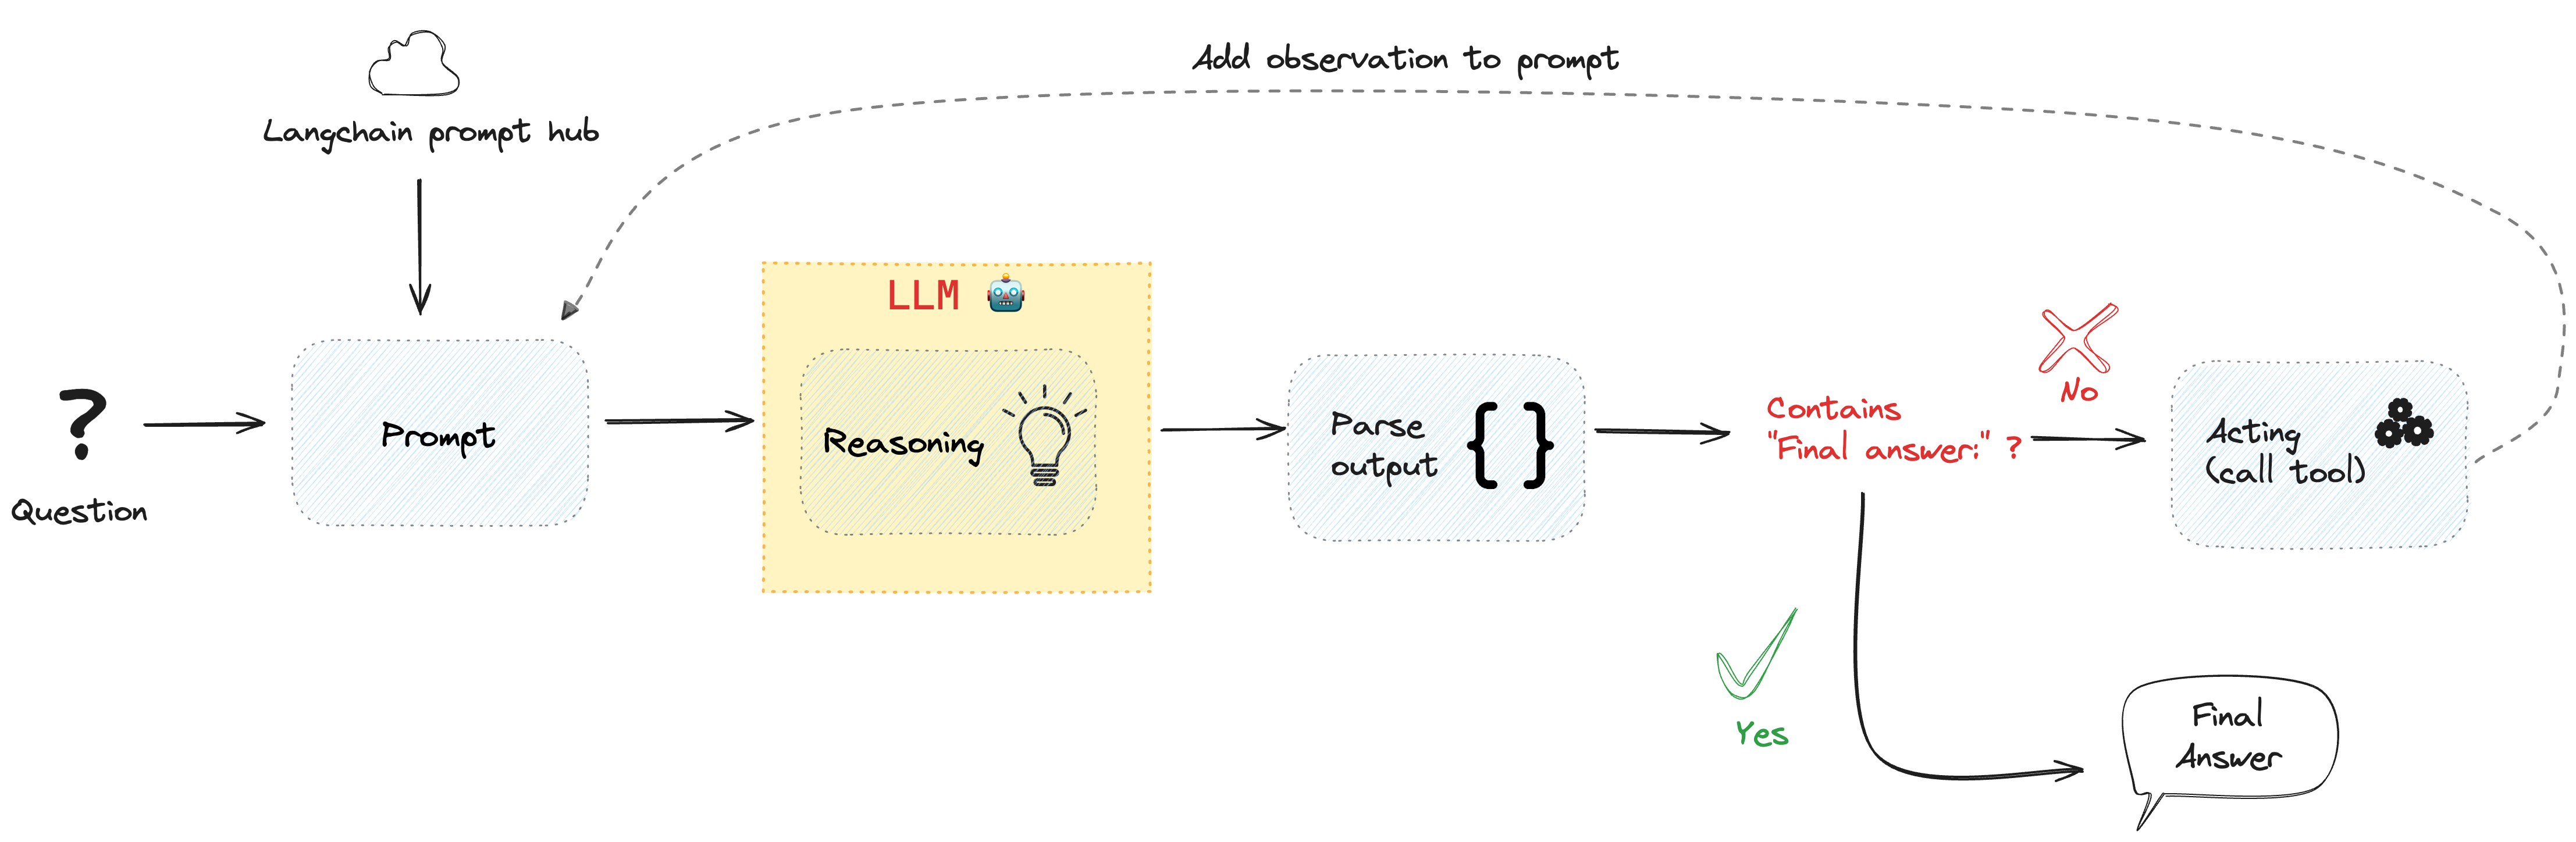 Add observation to prompt
Langchain prompt hub
LLM
?
Question
Prompt
Reasoning
Parse
output
{ }
Contains
"Final answer:" ?
No
Acting
(call tool)
Yes
Final
Answer